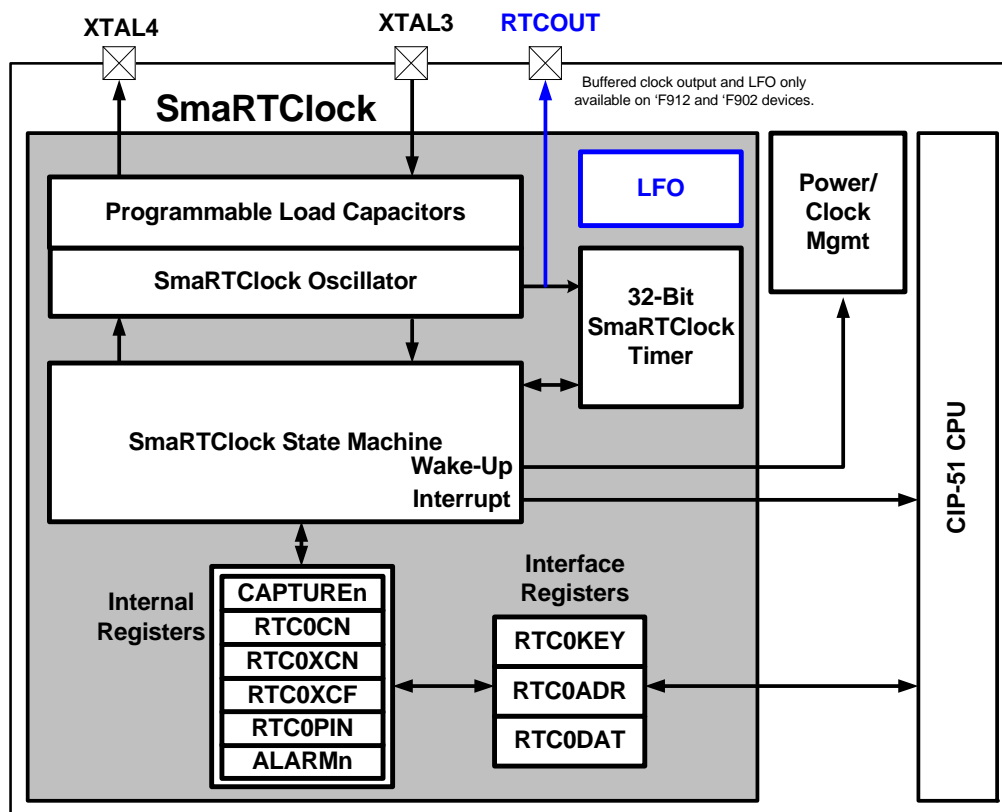 XTAL4
XTAL3
RTCOUT
Buffered clock output and LFO only
available on ‘F912 and ‘F902 devices.
SmaRTClock
Programmable Load Capacitors
SmaRTClock Oscillator
LFO
Power/
Clock
Mgmt
32-Bit
SmaRTClock
Timer
SmaRTClock State Machine
Wake-Up
Interrupt
CIP-51 CPU
Internal
Registers
CAPTUREn
RTC0CN
RTC0XCN
RTC0XCF
RTC0PIN
ALARMn
Interface
Registers
RTC0KEY
RTC0ADR
RTC0DAT